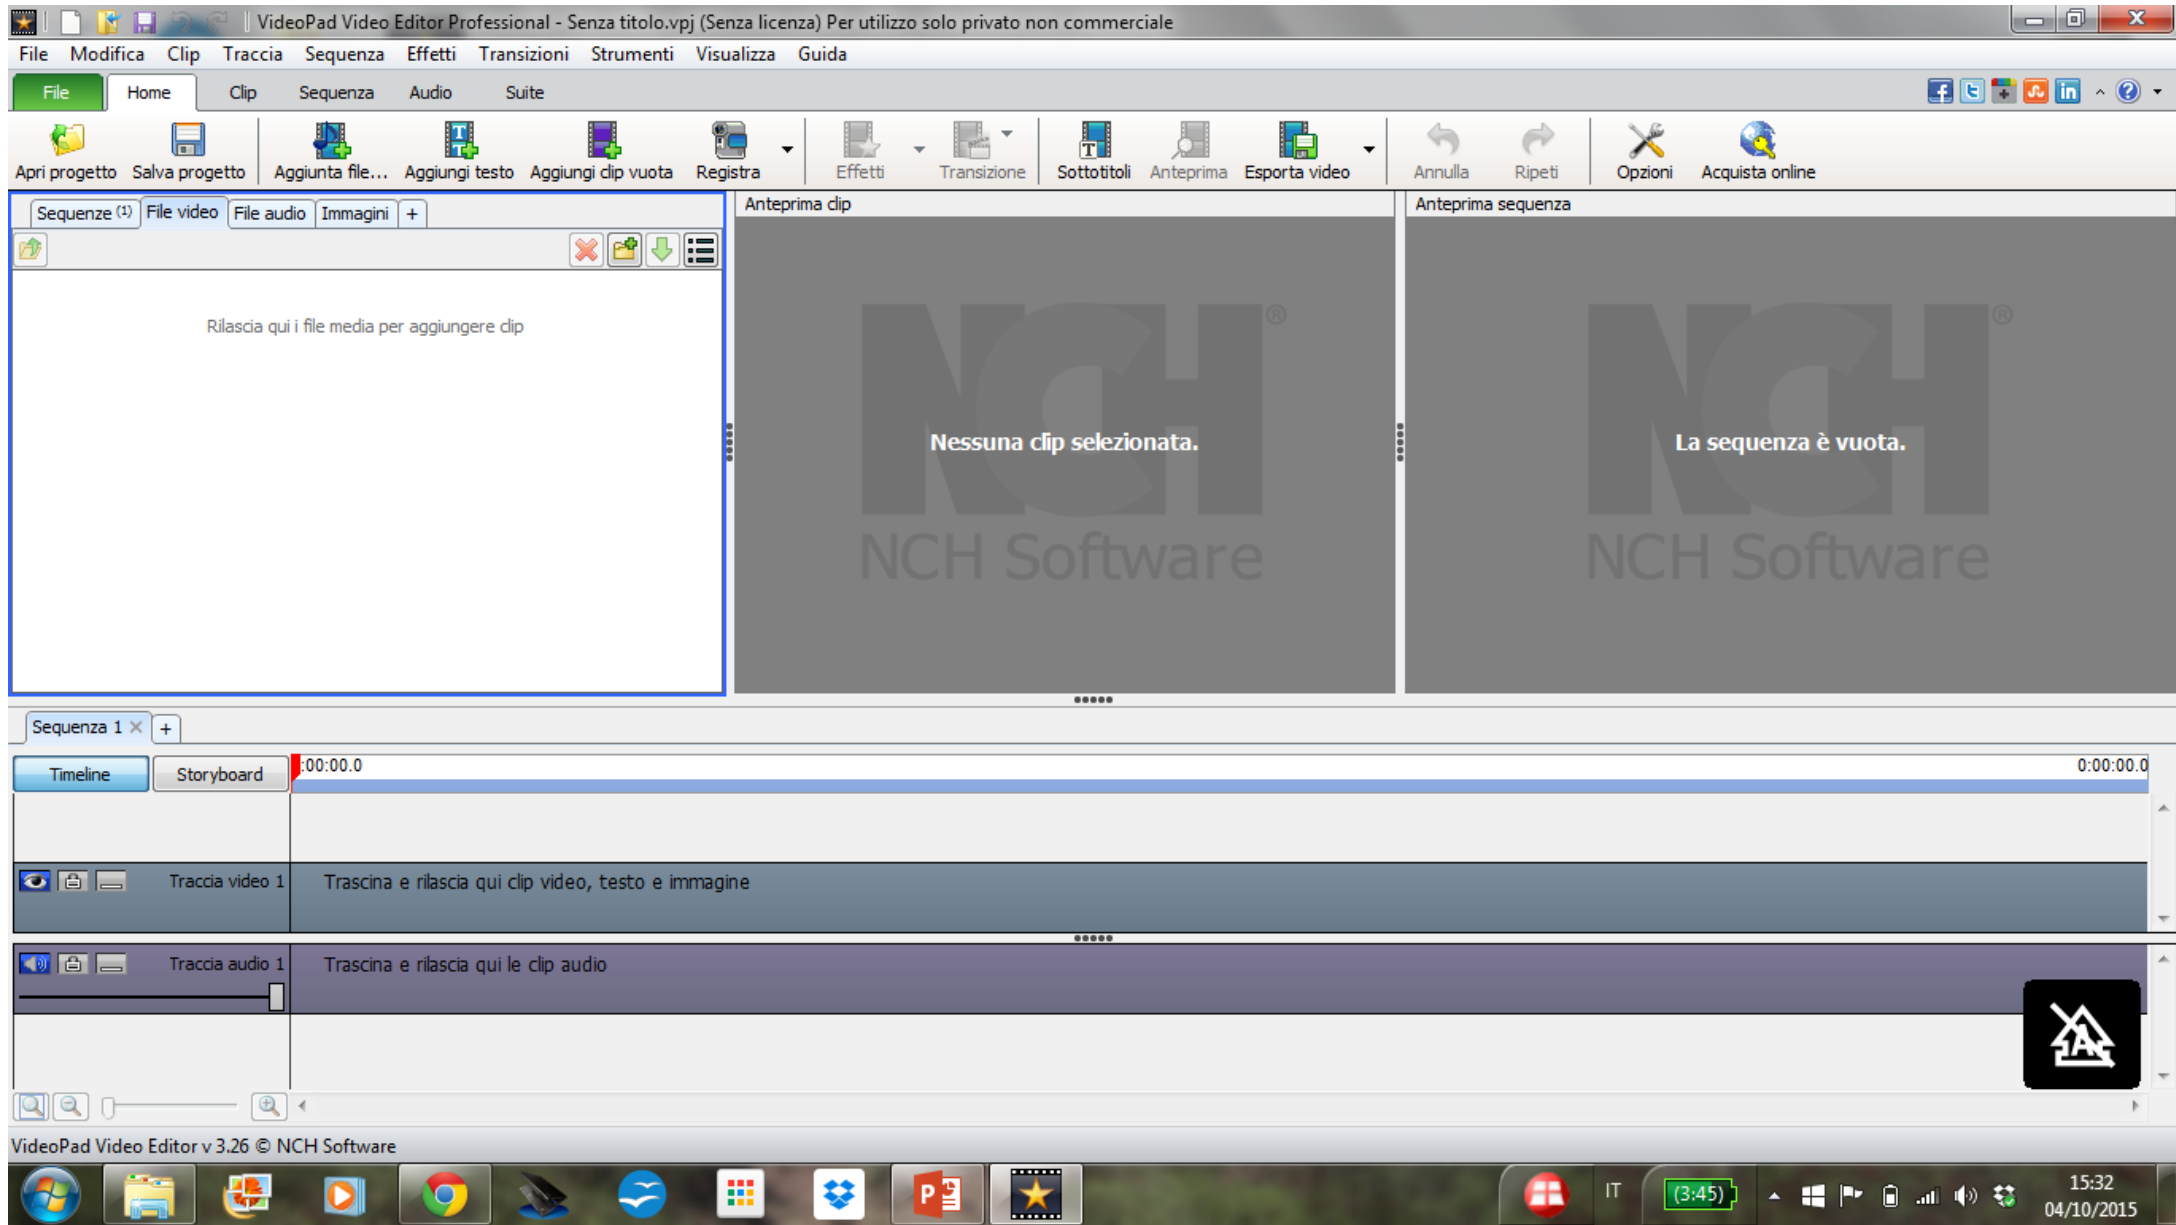 VideoPad Video Editor Professional - Senza titolo.vpj (Senza licenza) Per utilizzo solo privato non commerciale
File Modifica Clip Traccia Sequenza Effetti Transizioni Strumenti Visualizza Guida
File Home Clip Sequenza Audio Suite
Apri progetto Salva progetto Aggiunta file... Aggiungi testo Aggiungi clip vuota Registra Effetti Transizione Sottotitoli Anteprima Esporta video Annulla Ripeti Opzioni Acquista online
Sequenze (1) File video File audio Immagini +
Rilascia qui i file media per aggiungere clip
Anteprima clip
NCH®
Nessuna clip selezionata.
NCH Software
Anteprima sequenza
NCH®
La sequenza è vuota.
NCH Software
Sequenza 1 × +
Timeline Storyboard :00:00.0 0:00:00.0
Traccia video 1 Trascina e rilascia qui clip video, testo e immagine
Traccia audio 1 Trascina e rilascia qui le clip audio
VideoPad Video Editor v 3.26 © NCH Software
IT (3:45) 15:32
04/10/2015